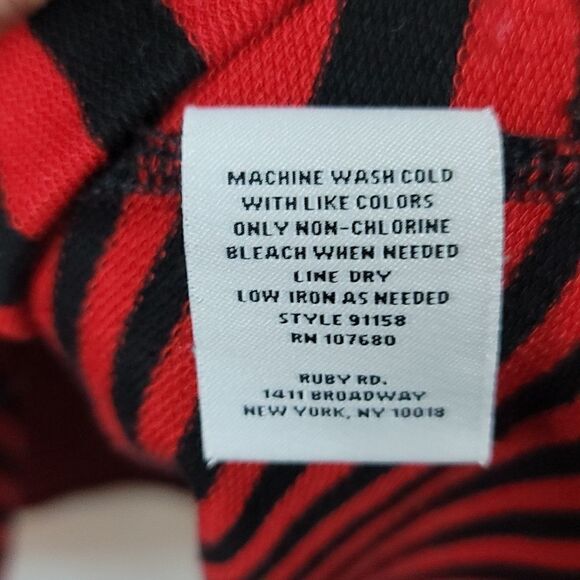 MACHINE WASH COLD
WITH LIKE COLORS
ONLY NON-CHLORINE
BLEACH WHEN NEEDED
LINE DRY
LOW IRON AS NEEDED
STYLE 91158
RN 107680
RUBY RD.
1411 BROADWAY
NEW YORK, NY 10018